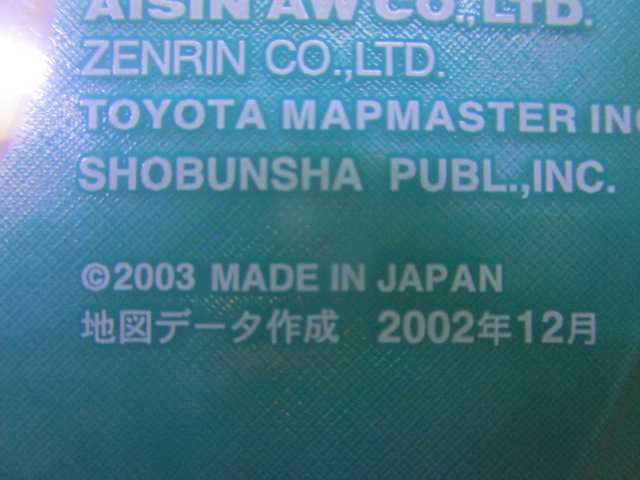 AISIN AW CO.,LTD.
ZENRIN CO.,LTD.
TOYOTA MAPMASTER INC
SHOBUNSHA PUBL.,INC.
©2003 MADE IN JAPAN
地図データ作成 2002年12月